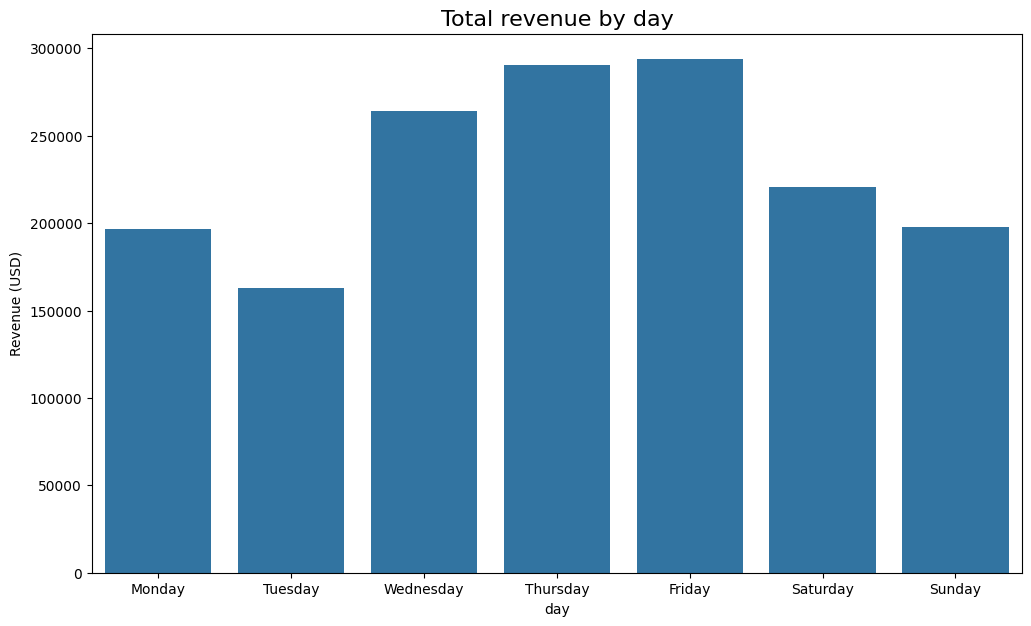 Total revenue by day
300000
250000
200000
150000
100000
50000
0
Revenue (USD)
Monday Tuesday Wednesday Thursday Friday Saturday Sunday
day